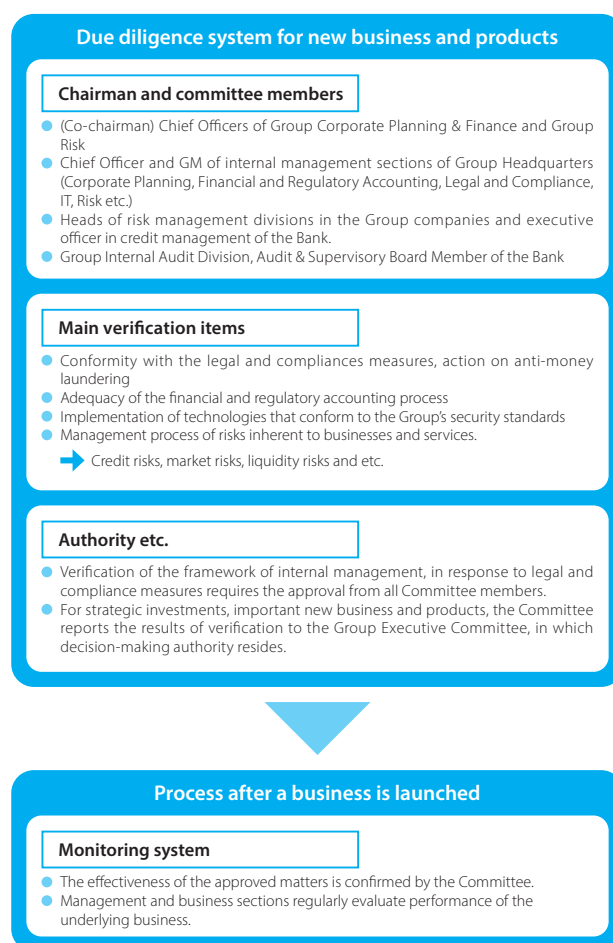 Due diligence system for new business and products
Chairman and committee members
● (Co-chairman) Chief Officers of Group Corporate Planning & Finance and Group
Risk
● Chief Officer and GM of internal management sections of Group Headquarters
(Corporate Planning, Financial and Regulatory Accounting, Legal and Compliance,
IT, Risk etc.)
● Heads of risk management divisions in the Group companies and executive
officer in credit management of the Bank.
● Group Internal Audit Division, Audit & Supervisory Board Member of the Bank
Main verification items
● Conformity with the legal and compliances measures, action on anti-money
laundering
● Adequacy of the financial and regulatory accounting process
● Implementation of technologies that conform to the Group's security standards
● Management process of risks inherent to businesses and services.
Credit risks, market risks, liquidity risks and etc.
Authority etc.
● Verification of the framework of internal management, in response to legal and
compliance measures requires the approval from all Committee members.
● For strategic investments, important new business and products, the Committee
reports the results of verification to the Group Executive Committee, in which
decision-making authority resides.
Process after a business is launched
Monitoring system
● The effectiveness of the approved matters is confirmed by the Committee.
● Management and business sections regularly evaluate performance of the
underlying business.